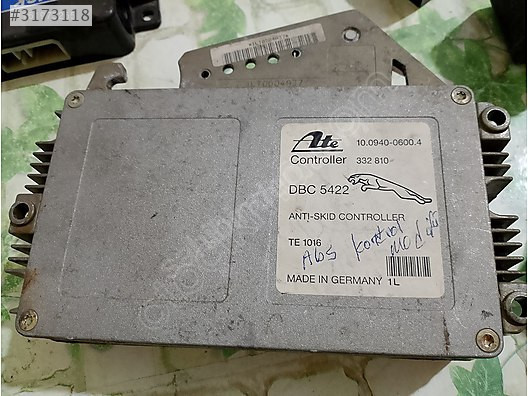 #3173118
Ate
10.0940-0600.4
Controller 332 810
DBC 5422
ANTI-SKID CONTROLLER
TE 1016
ABS kontrol modülü
MADE IN GERMANY 1L